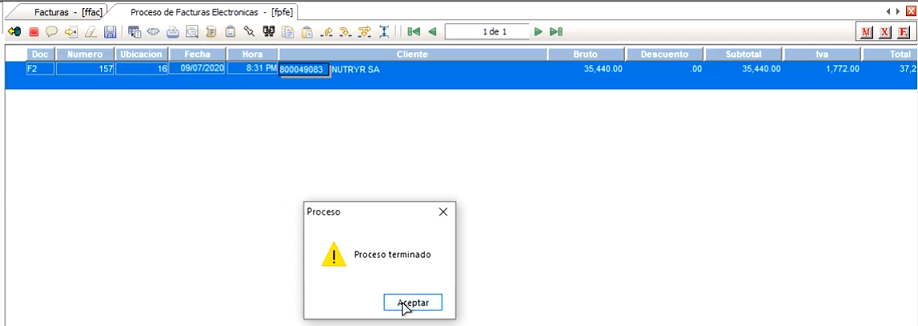 Facturas - [ffac] Proceso de Facturas Electronicas - [fpfe]
1 de 1 M X F
Doc Numero Ubicacion Fecha Hora Cliente Bruto Descuento Subtotal Iva Total
F2 157 16 09/07/2020 8:31 PM 800049083 NUTRYR SA 35,440.00 .00 35,440.00 1,772.00 37,2
Proceso
Proceso terminado
Aceptar